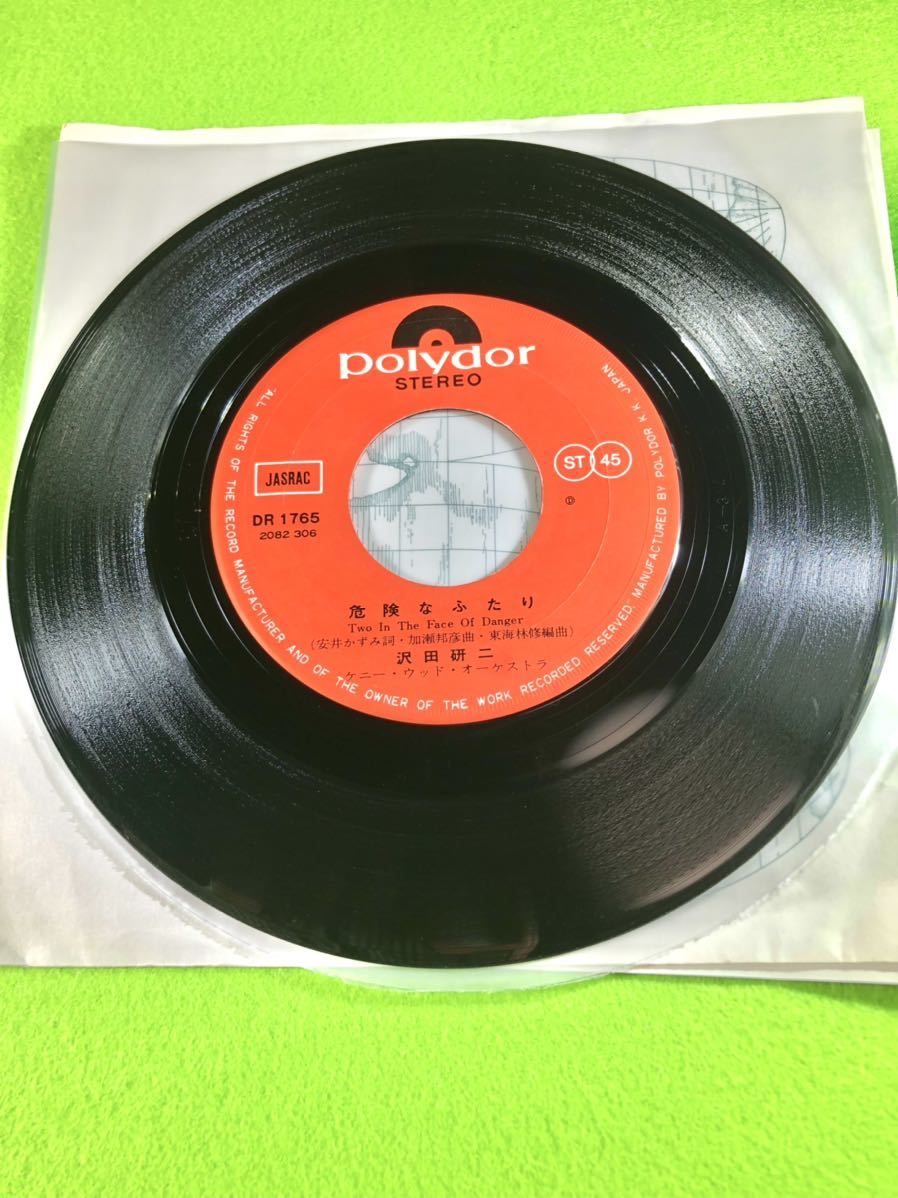 polydor
STEREO
JASRAC
DR 1765
2082 306
ST 45
Ⓓ
危険なふたり
Two In The Face Of Danger
(安井かずみ詞・加瀬邦彦曲・東海林修編曲)
沢田研二
ケニー・ウッド・オーケストラ
ALL RIGHTS OF THE RECORD MANUFACTURER AND OF THE OWNER OF THE WORK RECORDED RESERVED. MANUFACTURED BY POLYDOR K.K. JAPAN